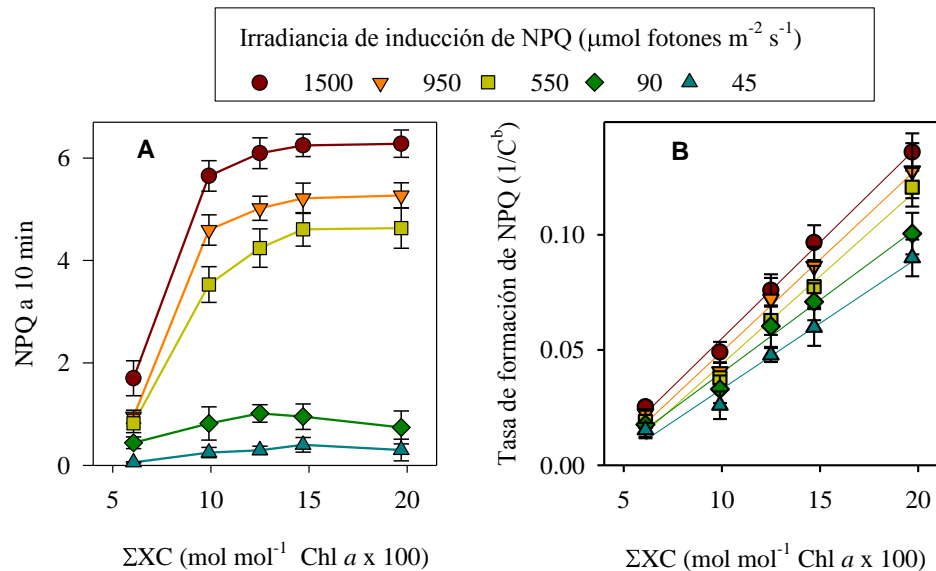 Irradiancia de inducción de NPQ (μmol fotones m⁻² s⁻¹)
1500 950 550 90 45
A
NPQ a 10 min
6
4
2
0
5 10 15 20
ΣXC (mol mol⁻¹ Chl a x 100)
B
Tasa de formación de NPQ (1/Cᵇ)
0.10
0.05
0.00
5 10 15 20
ΣXC (mol mol⁻¹ Chl a x 100)